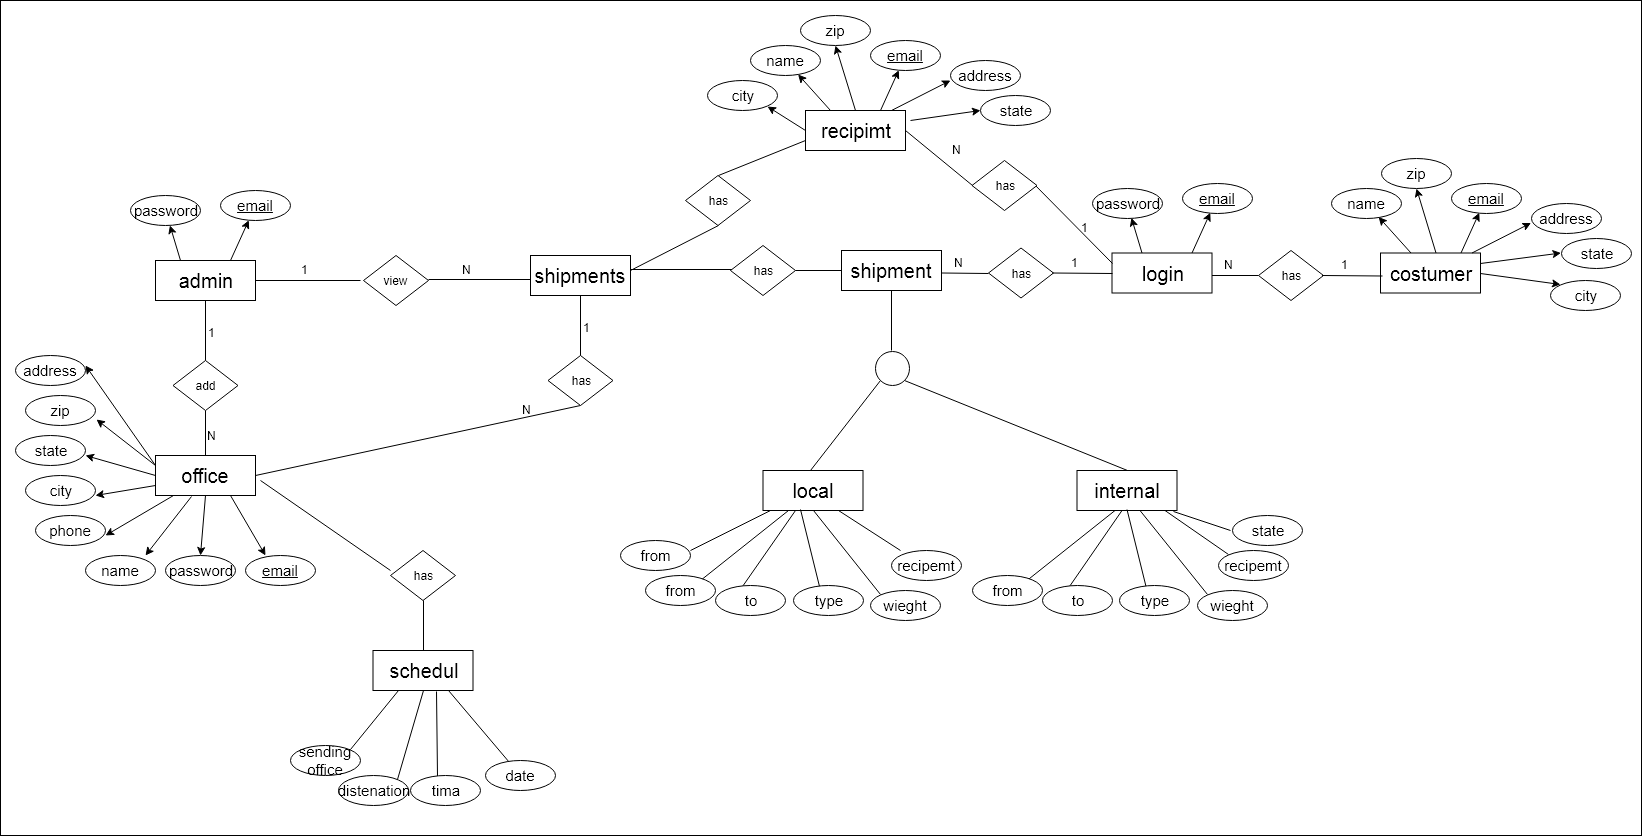 zip
email
name
address
city
state
recipimt
N
has
has
1
password
email
admin
1
view
N
shipments
has
shipment
N
has
1
password
email
login
N
has
1
zip
name
email
address
state
city
costumer
1
add
N
1
has
N
address
zip
state
city
phone
name
password
email
office
has
schedul
sending
office
distenation
tima
date
local
from
from
to
type
wieght
recipemt
internal
from
to
type
wieght
recipemt
state